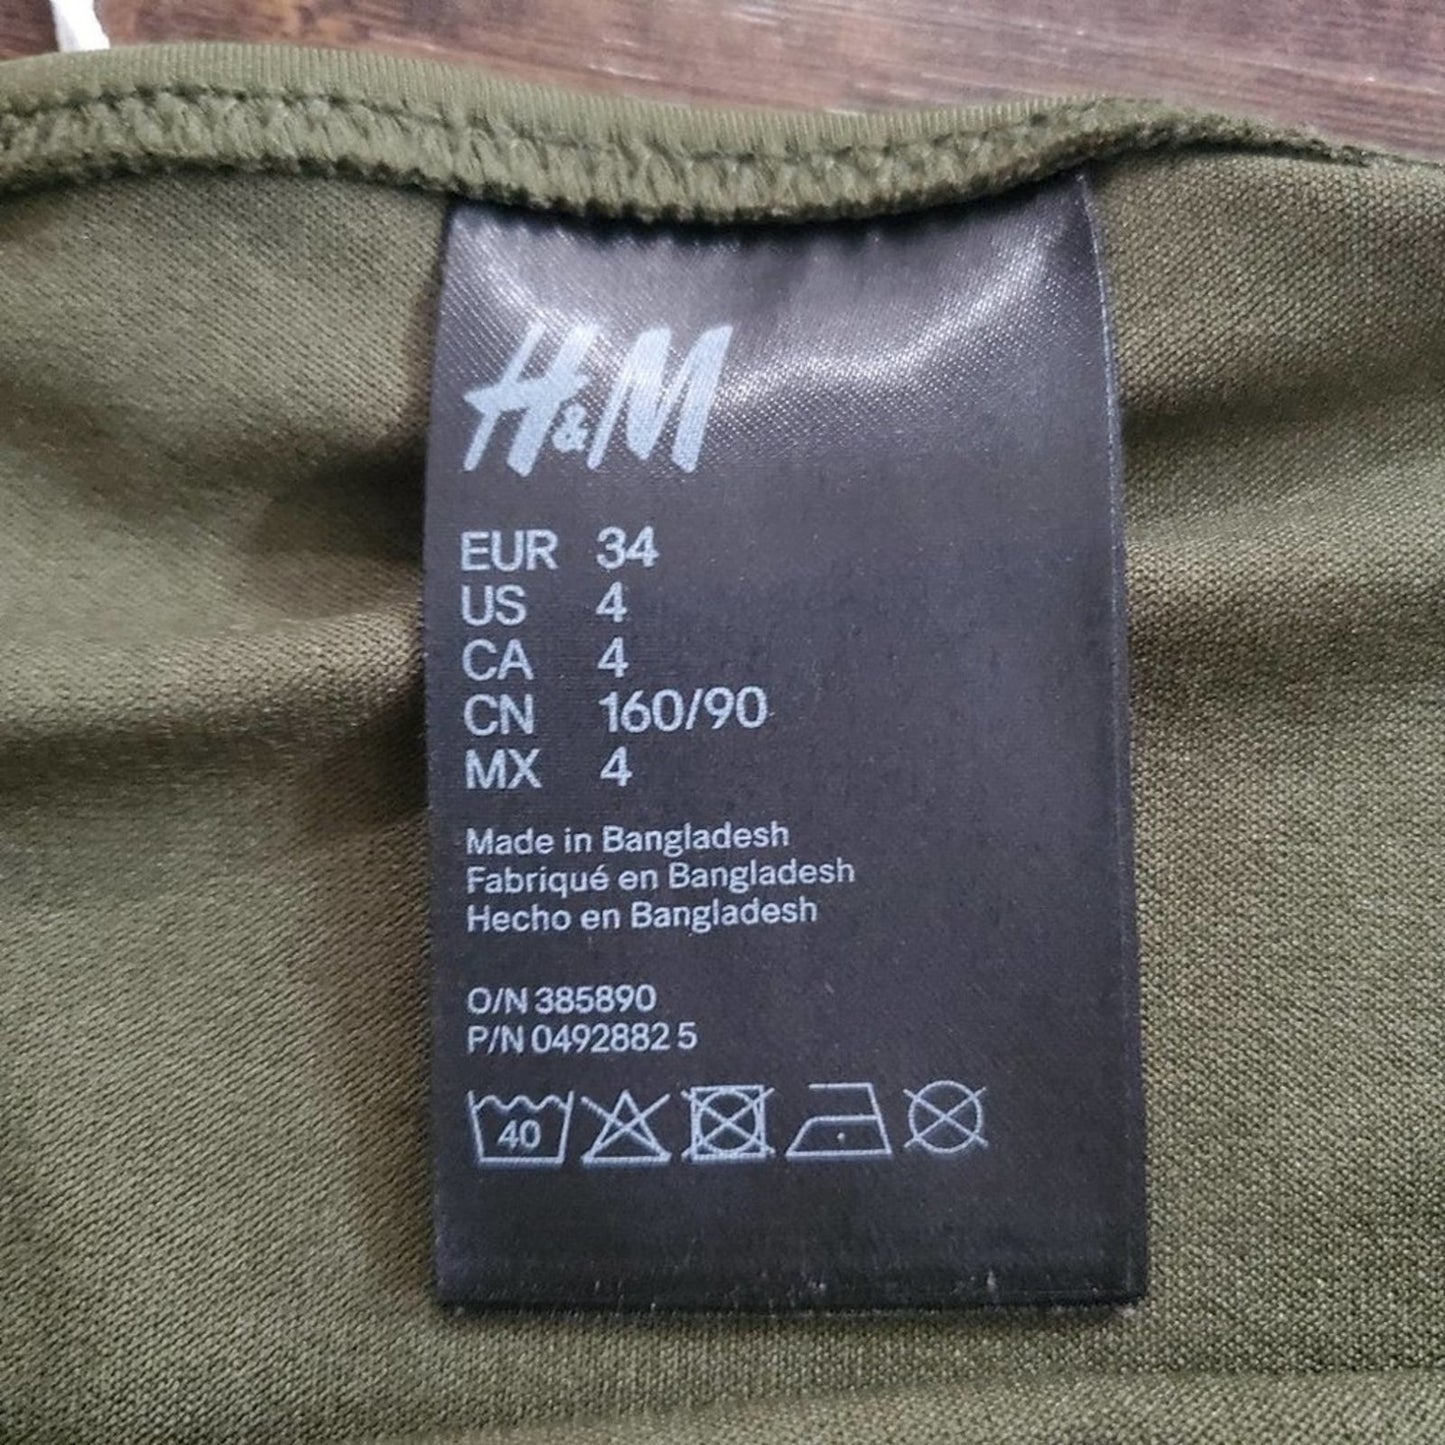 H&M
EUR 34
US 4
CA 4
CN 160/90
MX 4
Made in Bangladesh
Fabriqué en Bangladesh
Hecho en Bangladesh
O/N 385890
P/N 0492882 5
40